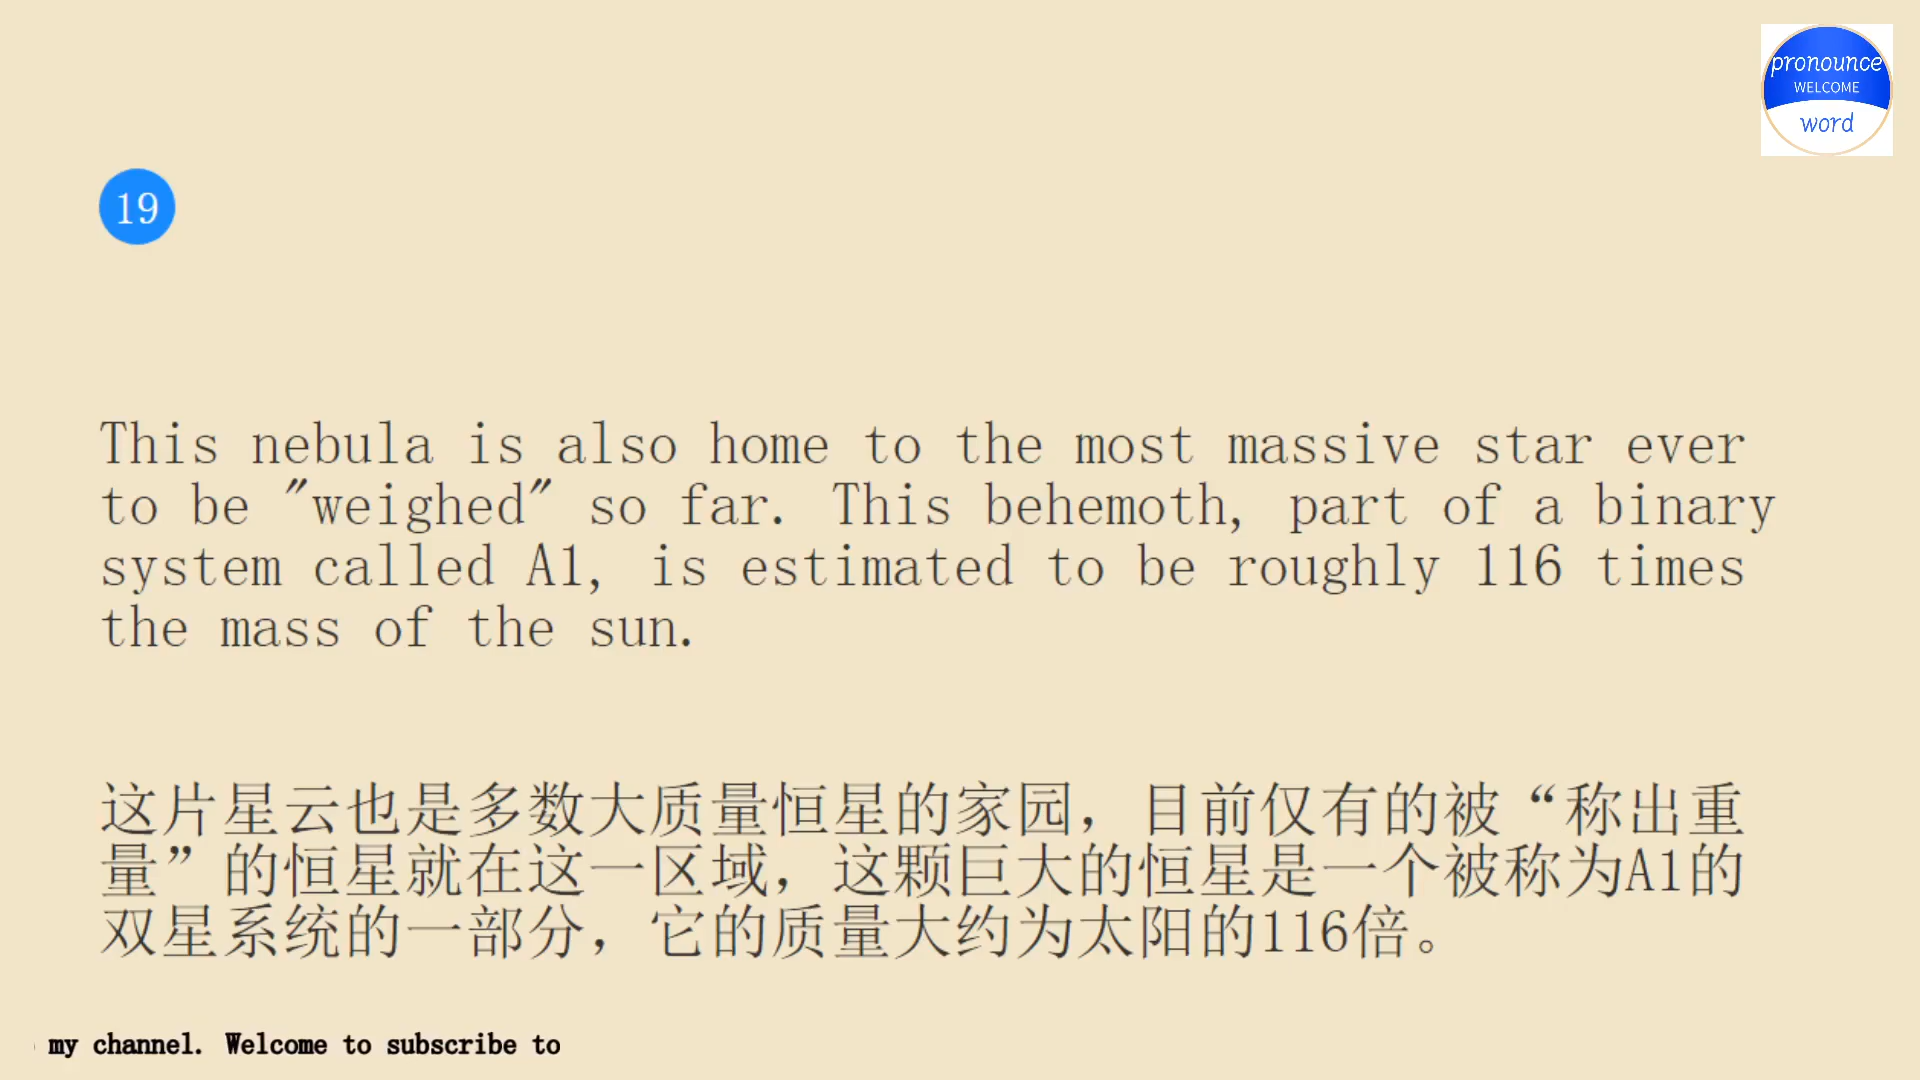 pronounce
WELCOME
word
19
This nebula is also home to the most massive star ever
to be "weighed" so far. This behemoth, part of a binary
system called A1, is estimated to be roughly 116 times
the mass of the sun.
这片星云也是多数大质量恒星的家园，目前仅有的被“称出重
量”的恒星就在这一区域，这颗巨大的恒星是一个被称为A1的
双星系统的一部分，它的质量大约为太阳的116倍。
my channel. Welcome to subscribe to